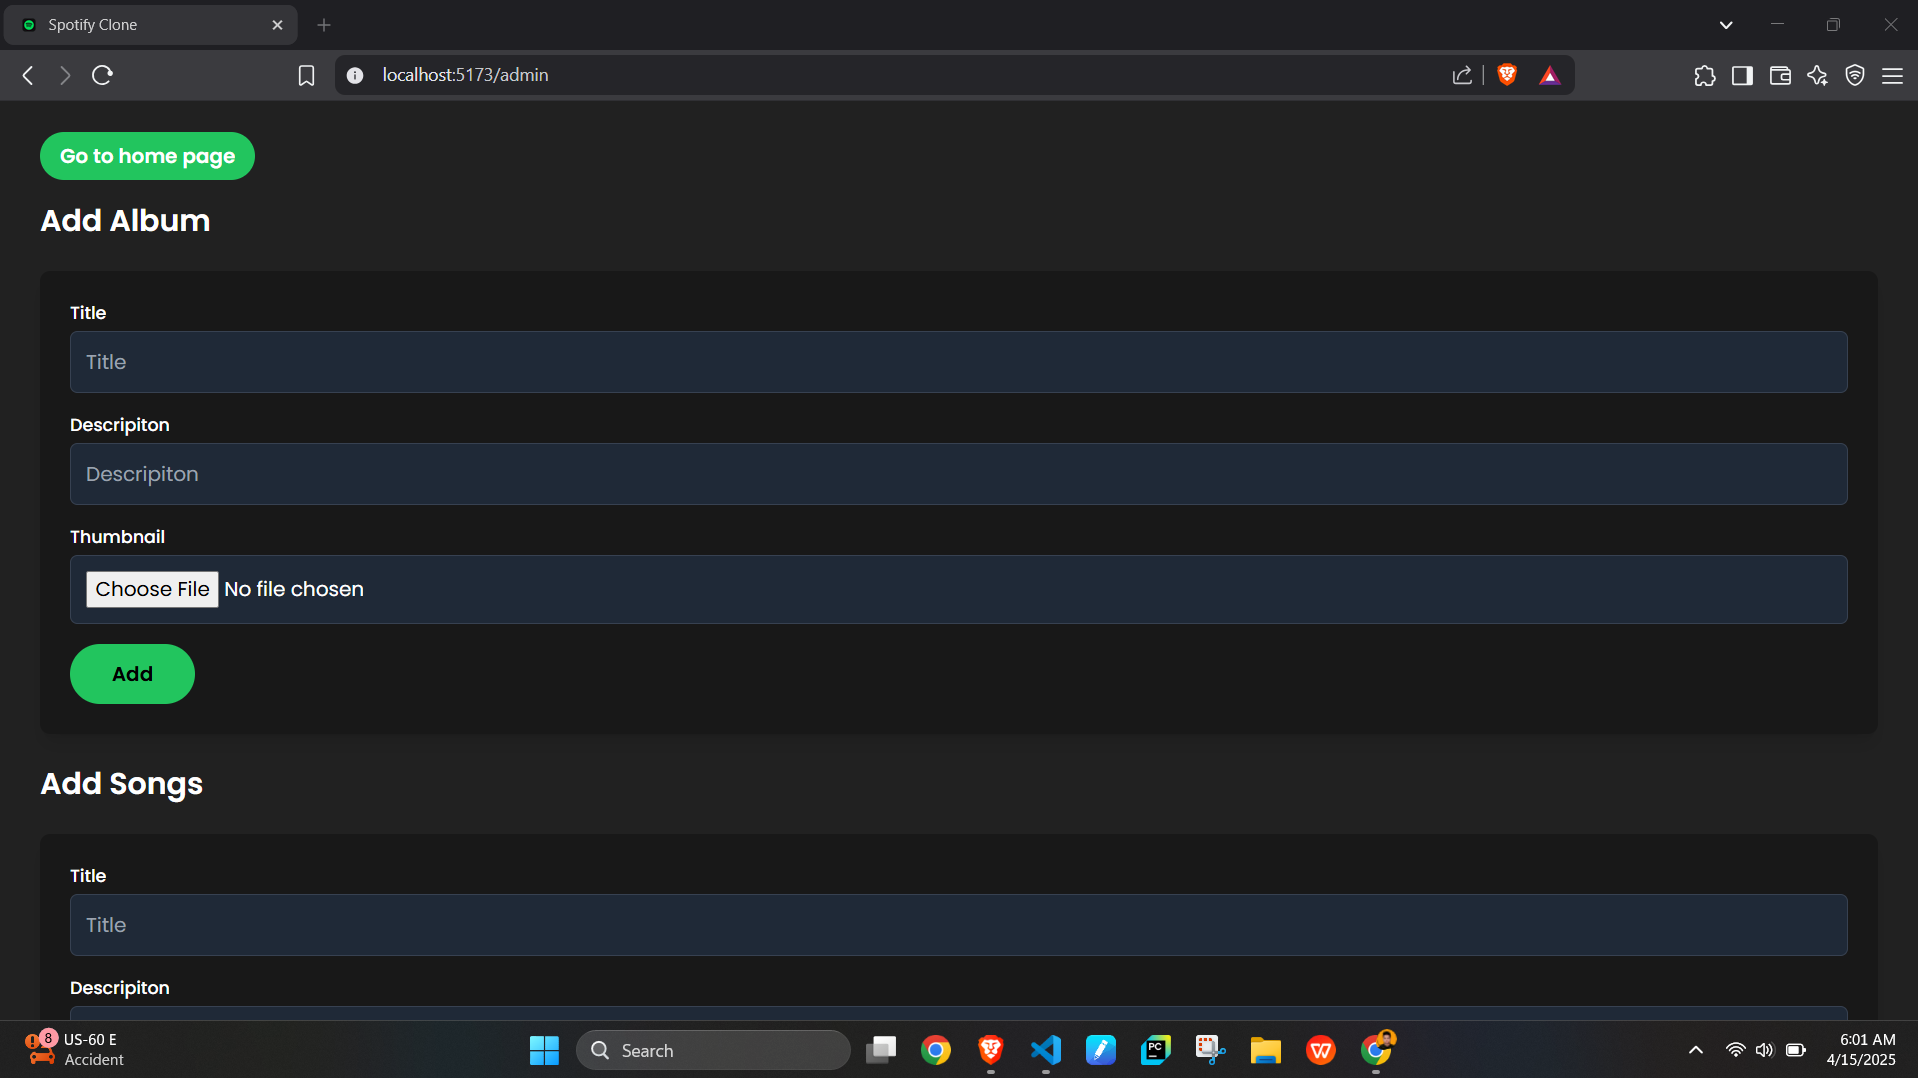 Spotify Clone
localhost:5173/admin
Go to home page
Add Album
Title
Title
Descripiton
Descripiton
Thumbnail
Choose File No file chosen
Add
Add Songs
Title
Title
Descripiton
8
US-60 E
Accident
Search
PC
W
6:01 AM
4/15/2025